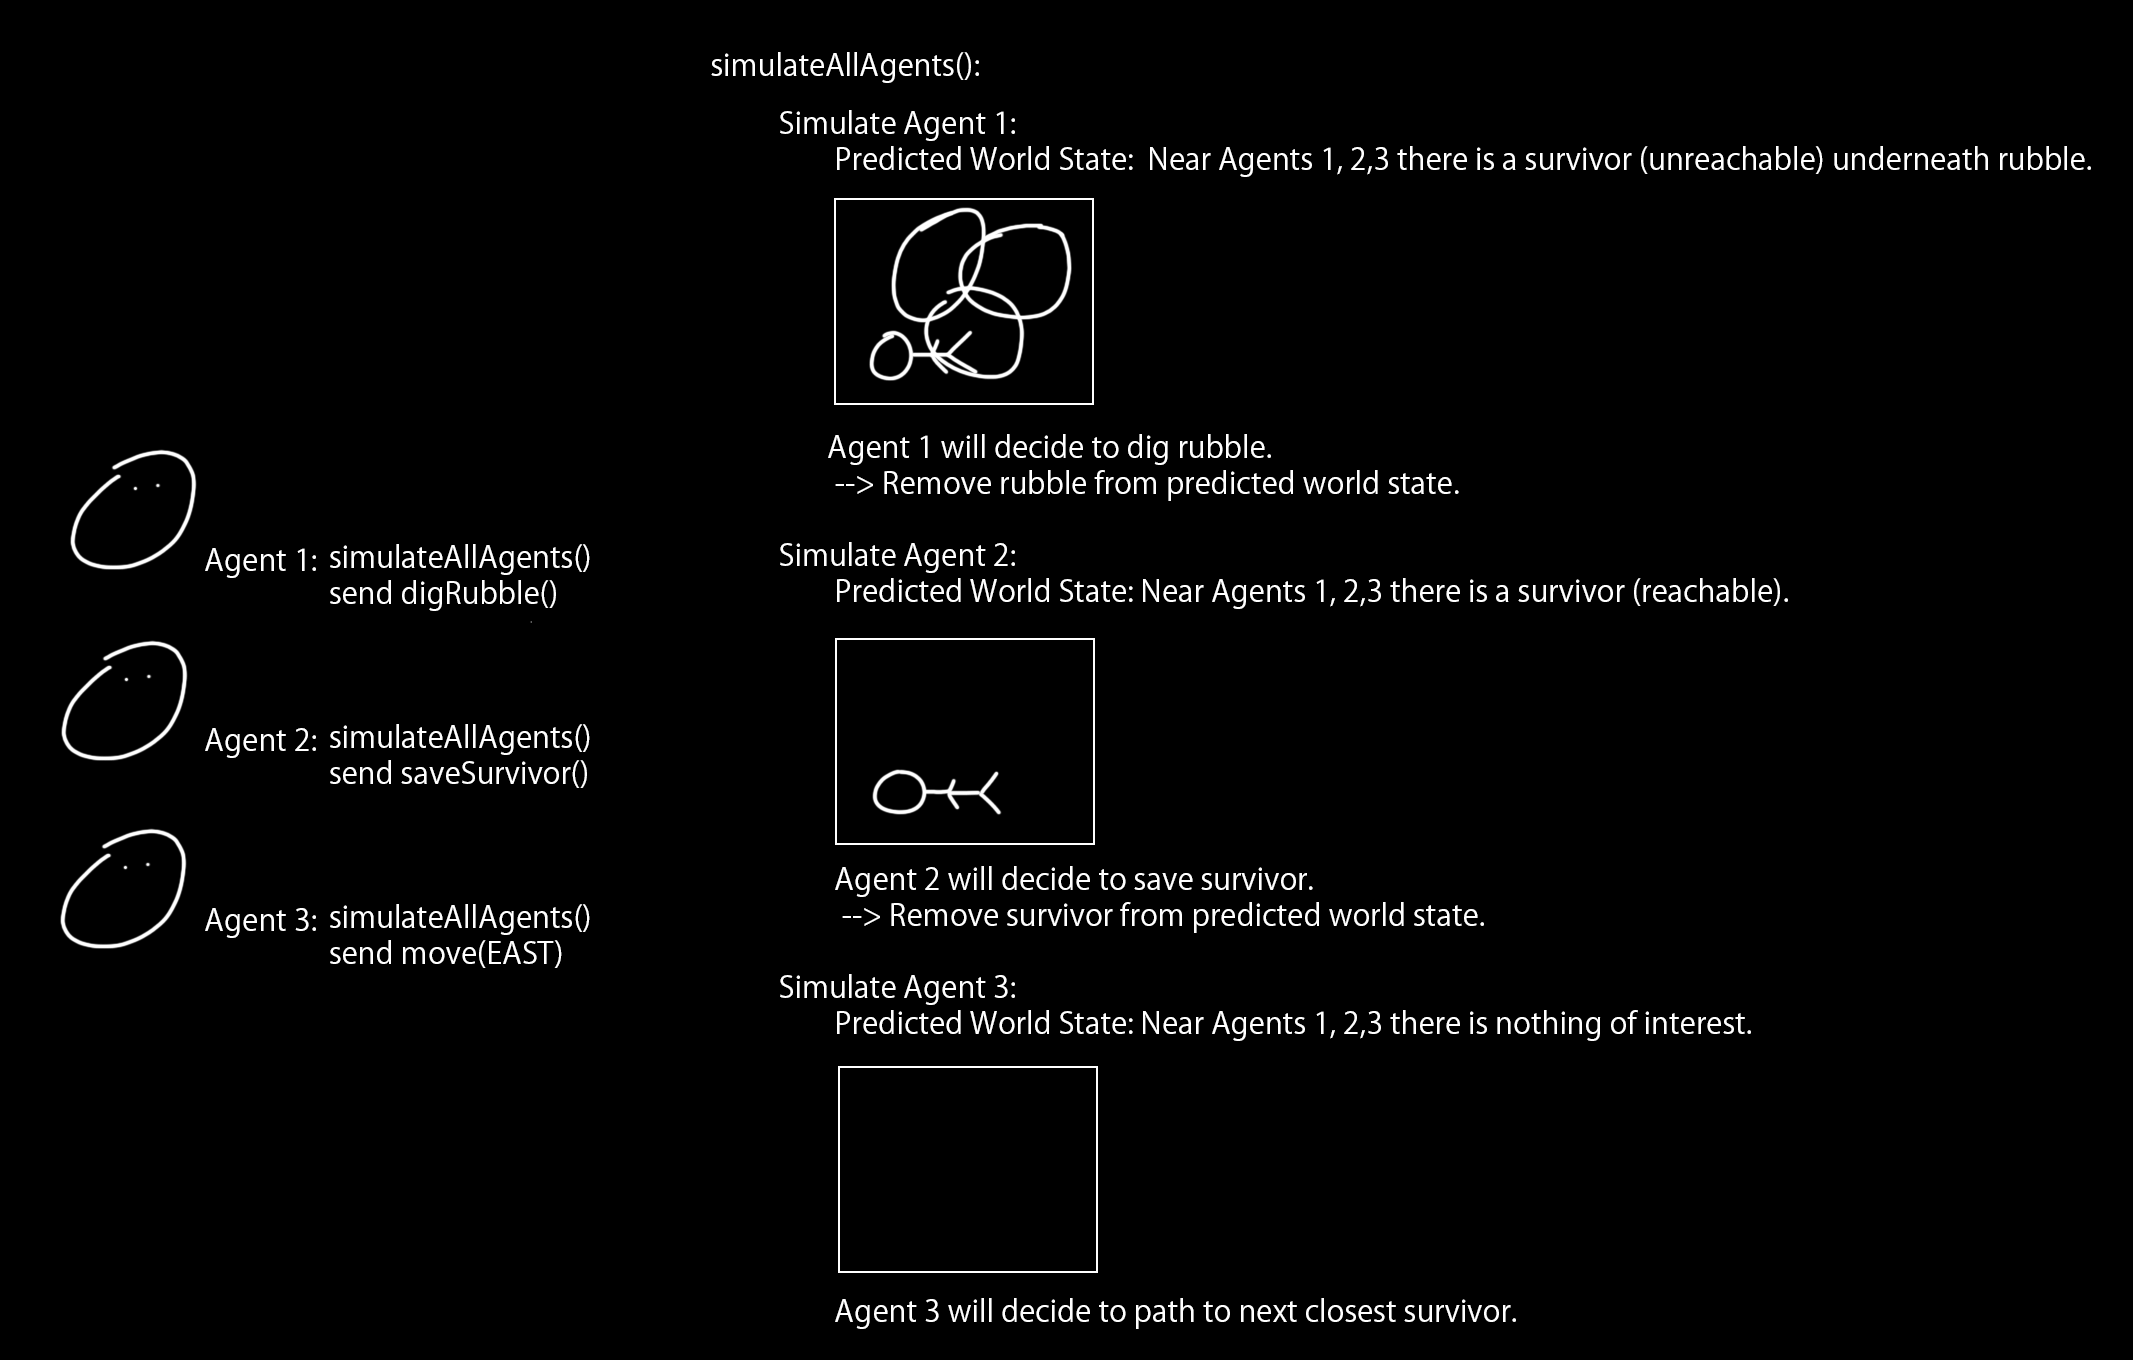 simulateAllAgents():
Simulate Agent 1:
Predicted World State:  Near Agents 1, 2,3 there is a survivor (unreachable) underneath rubble.
Agent 1 will decide to dig rubble.
--> Remove rubble from predicted world state.
Simulate Agent 2:
Predicted World State: Near Agents 1, 2,3 there is a survivor (reachable).
Agent 2 will decide to save survivor.
--> Remove survivor from predicted world state.
Simulate Agent 3:
Predicted World State: Near Agents 1, 2,3 there is nothing of interest.
Agent 3 will decide to path to next closest survivor.
Agent 1: simulateAllAgents()
send digRubble()
Agent 2: simulateAllAgents()
send saveSurvivor()
Agent 3: simulateAllAgents()
send move(EAST)